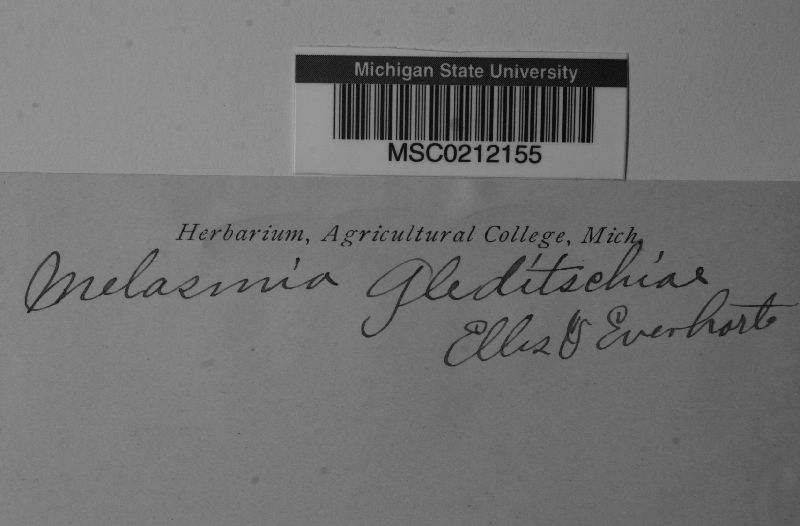 Michigan State University
MSC0212155
Herbarium, Agricultural College, Mich.
Melasmia Gleditschiae
Ellis & Everhart